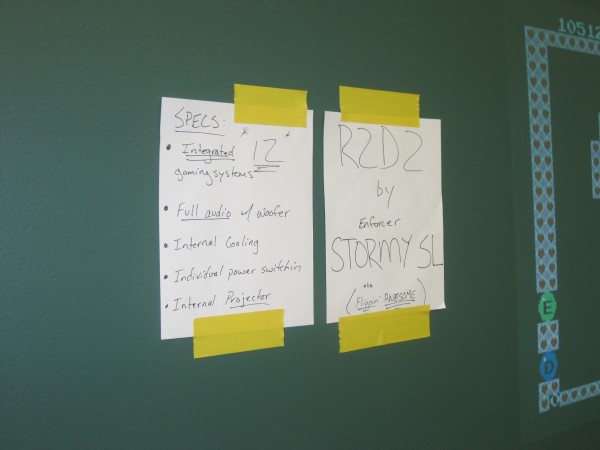 SPECS:
• Integrated "12"
gaming systems
• Full audio w/ woofer
• Internal Cooling
• Individual power switchin
• Internal Projector
R2D2
by
Enforcer
STORMY SL
aka
(Flippin' AWESOME)
10512
E
D